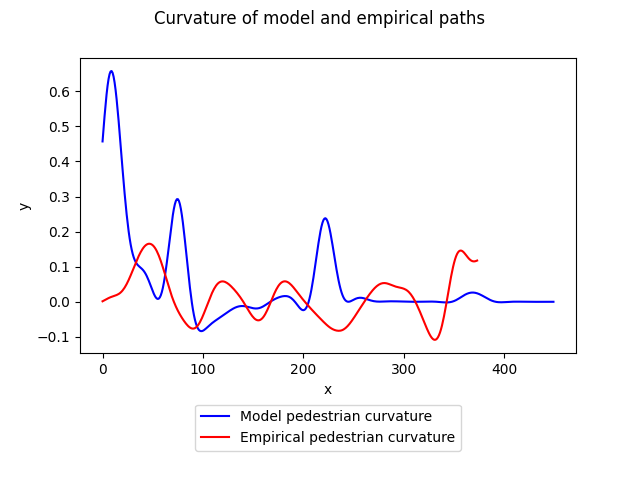 Curvature of model and empirical paths
0.6
0.5
0.4
0.3
0.2
0.1
0.0
−0.1
y
0 100 200 300 400
x
Model pedestrian curvature
Empirical pedestrian curvature